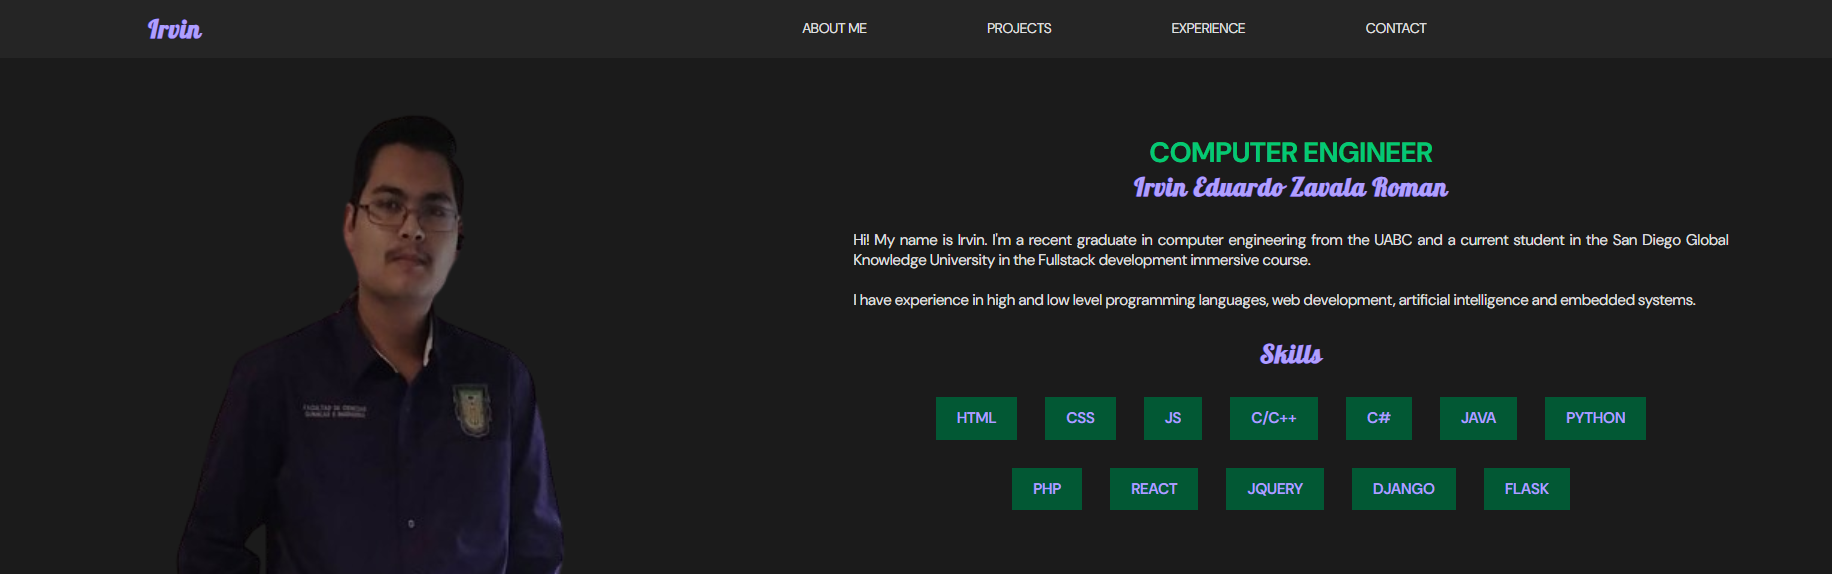 Irvin
ABOUT ME
PROJECTS
EXPERIENCE
CONTACT
COMPUTER ENGINEER
Irvin Eduardo Zavala Roman
Hi! My name is Irvin. I'm a recent graduate in computer engineering from the UABC and a current student in the San Diego Global
Knowledge University in the Fullstack development immersive course.
I have experience in high and low level programming languages, web development, artificial intelligence and embedded systems.
Skills
HTML
CSS
JS
C/C++
C#
JAVA
PYTHON
PHP
REACT
JQUERY
DJANGO
FLASK
FACULTAD DE CIENCIAS